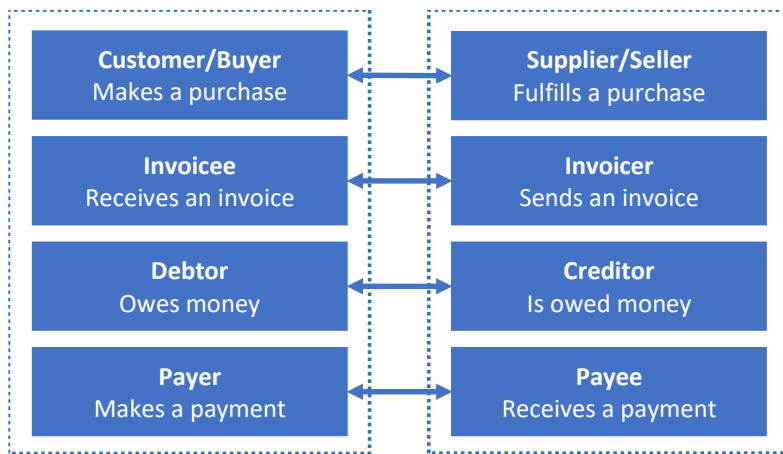 Customer/Buyer
Makes a purchase
Supplier/Seller
Fulfills a purchase
Invoicee
Receives an invoice
Invoicer
Sends an invoice
Debtor
Owes money
Creditor
Is owed money
Payer
Makes a payment
Payee
Receives a payment